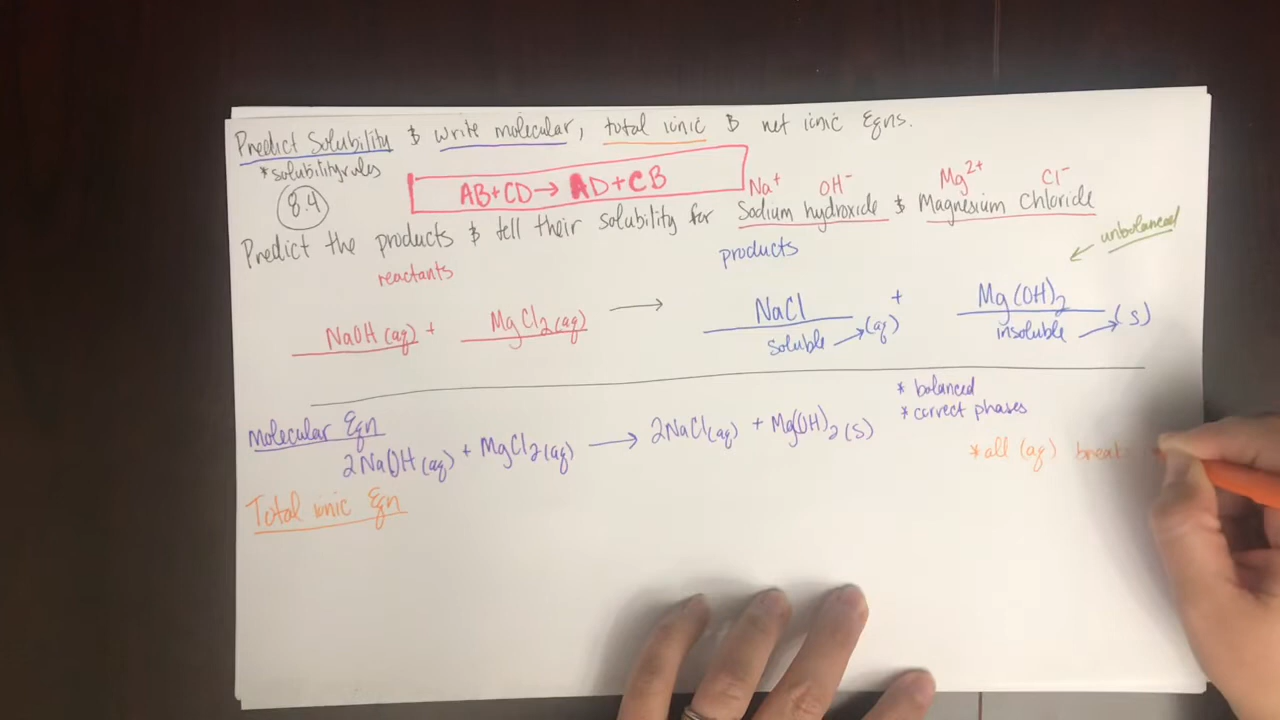 Predict Solubility & write molecular, total ionic & net ionic Eqns.
*solubility rules
8.4
AB + CD → AD + CB
Na⁺ OH⁻ Mg²⁺ Cl⁻
Predict the products & tell their solubility for Sodium hydroxide & Magnesium Chloride
unbalanced
reactants products
NaOH (aq) + MgCl₂ (aq) → NaCl + Mg(OH)₂
soluble → (aq) insoluble → (s)
* balanced
* correct phases
Molecular Eqn
2NaOH (aq) + MgCl₂ (aq) → 2NaCl (aq) + Mg(OH)₂ (s)
*all (aq) break
Total ionic Eqn